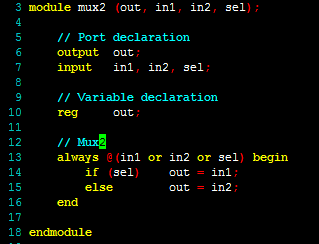 3 module mux2 (out, in1, in2, sel);
4
5     // Port declaration
6     output  out;
7     input   in1, in2, sel;
8
9     // Variable declaration
10     reg     out;
11
12     // Mux2
13     always @(in1 or in2 or sel) begin
14         if (sel)    out = in1;
15         else        out = in2;
16     end
17
18 endmodule